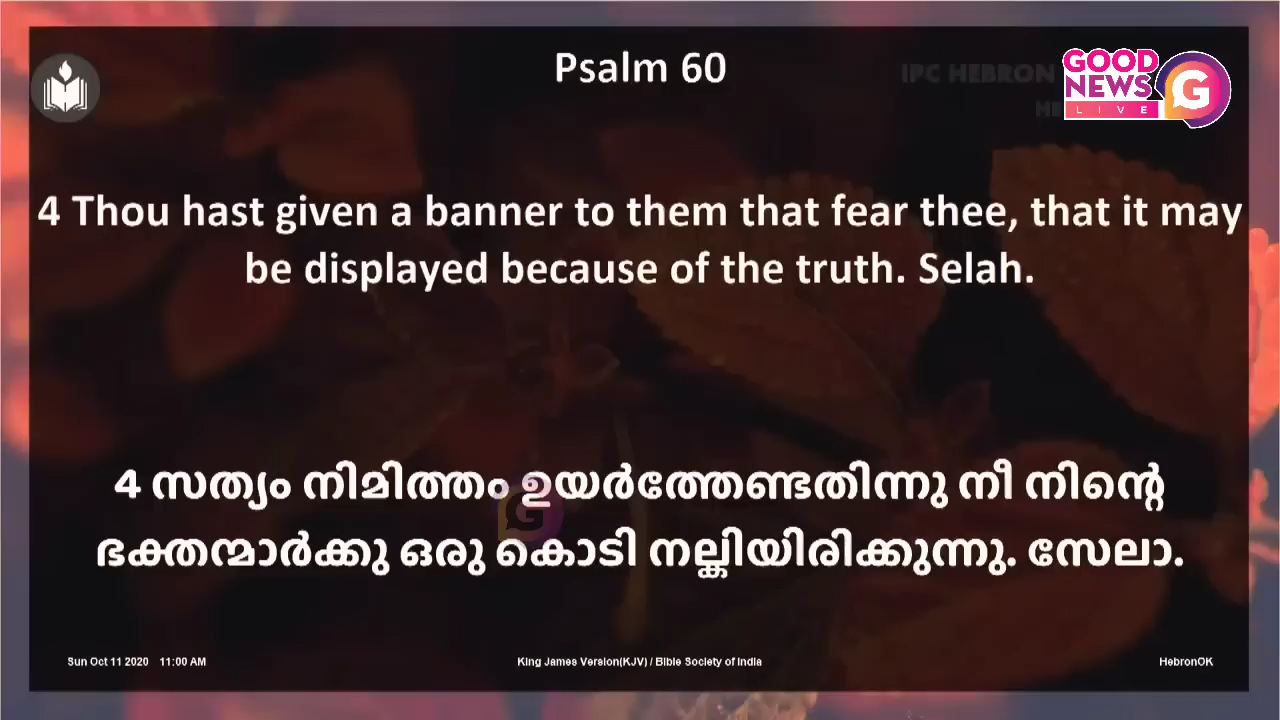 Psalm 60
IPC HEBRON
GOOD
NEWS
LIVE
G
4 Thou hast given a banner to them that fear thee, that it may
be displayed because of the truth. Selah.
4 സത്യം നിമിത്തം ഉയർത്തേണ്ടതിന്നു നീ നിന്റെ
ഭക്തന്മാർക്കു ഒരു കൊടി നല്കിയിരിക്കുന്നു. സേലാ.
Sun Oct 11 2020 11:00 AM
King James Version(KJV) / Bible Society of India
HebronOK